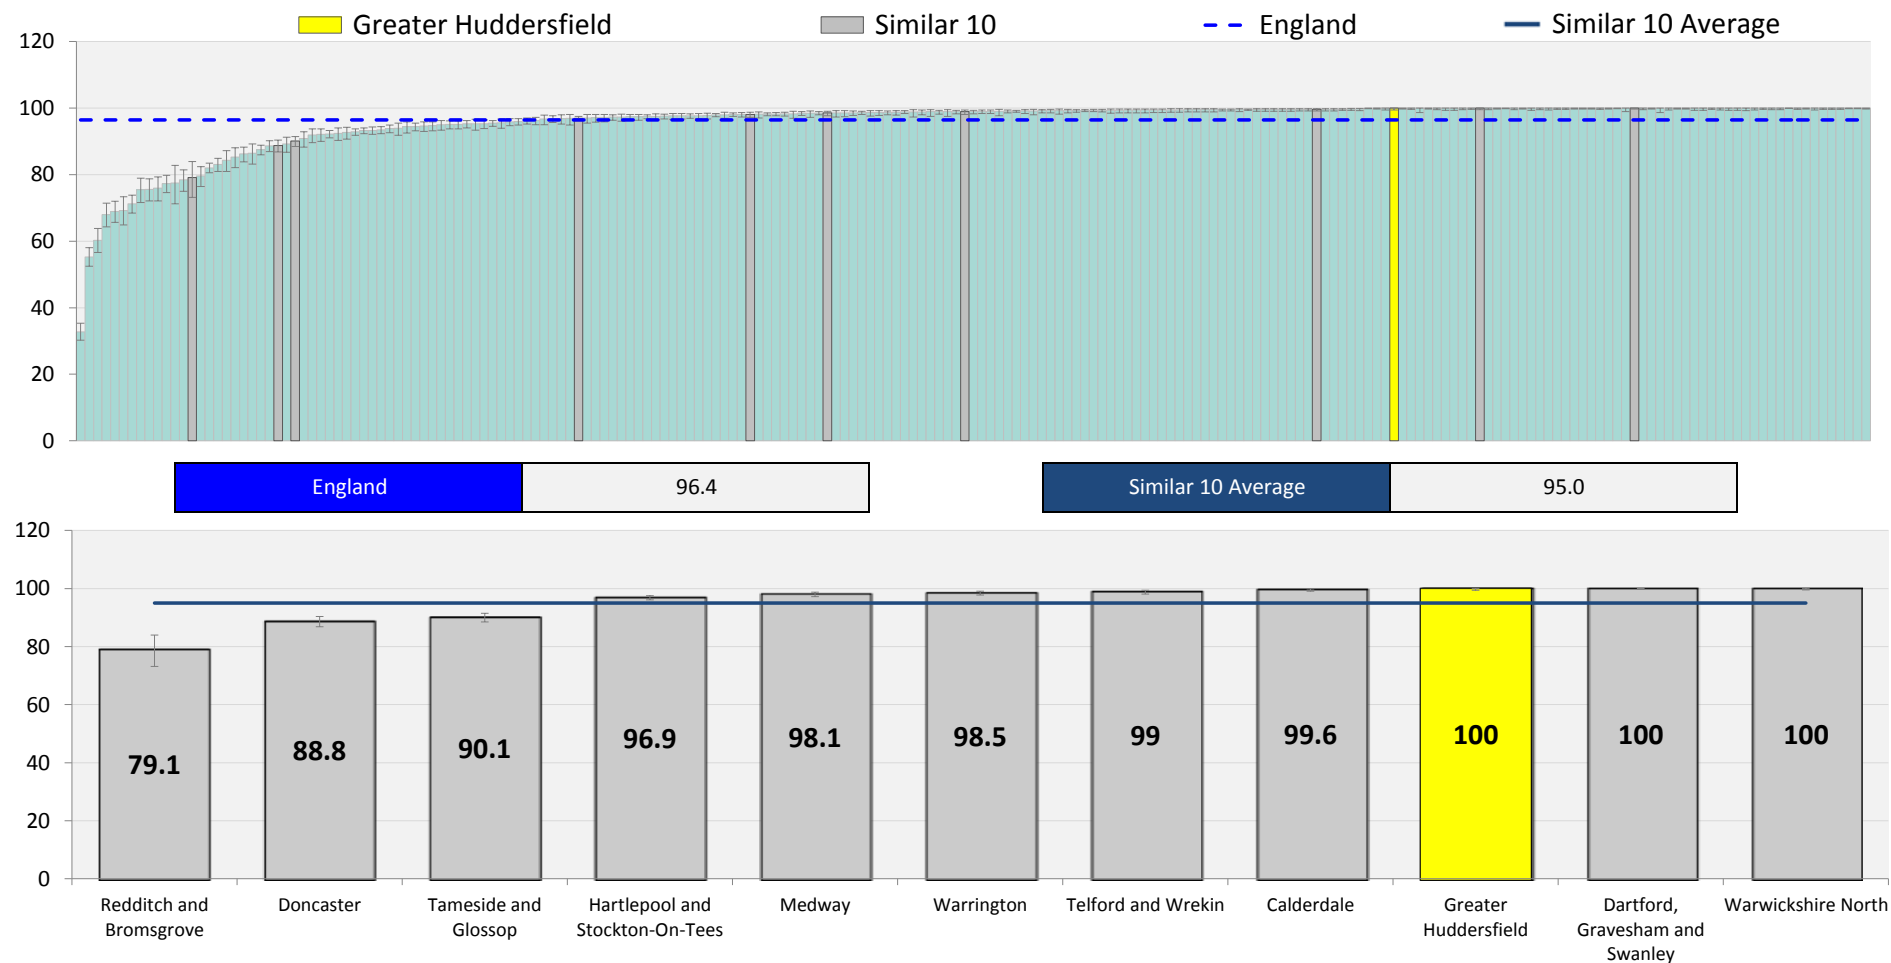 Greater Huddersfield Similar 10 England Similar 10 Average
120
100
80
60
40
20
0
England 96.4 Similar 10 Average 95.0
120
100
80
60
40
20
0
79.1 88.8 90.1 96.9 98.1 98.5 99 99.6 100 100 100
Redditch and Bromsgrove
Doncaster
Tameside and Glossop
Hartlepool and Stockton-On-Tees
Medway
Warrington
Telford and Wrekin
Calderdale
Greater Huddersfield
Dartford, Gravesham and Swanley
Warwickshire North